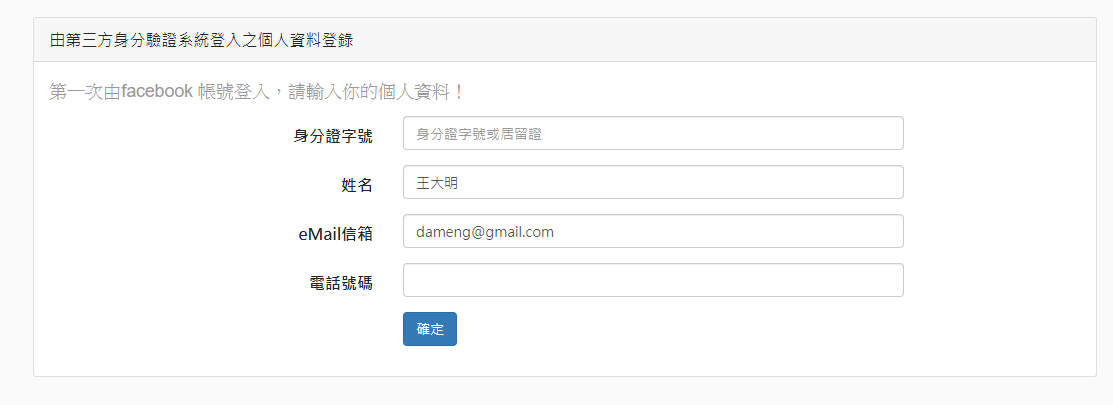 由第三方身分驗證系統登入之個人資料登錄
第一次由facebook 帳號登入，請輸入你的個人資料！
身分證字號 身分證字號或居留證
姓名 王大明
eMail信箱 dameng@gmail.com
電話號碼
確定